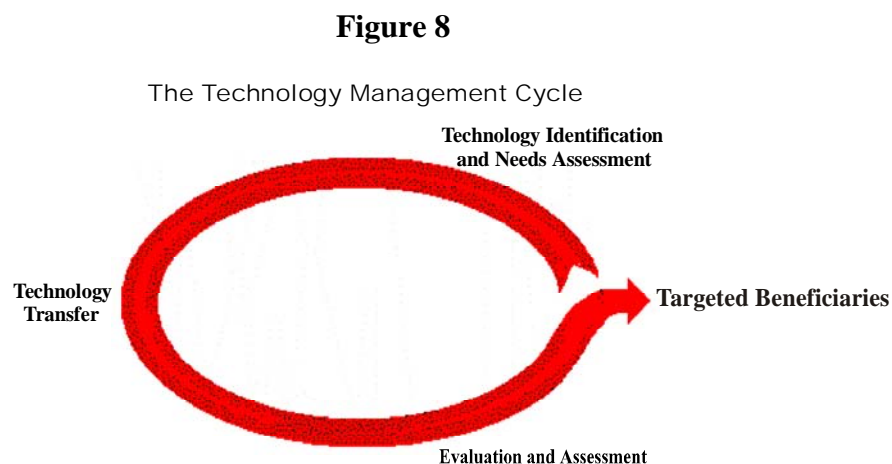 Figure 8
The Technology Management Cycle
Technology Identification
and Needs Assessment
Technology
Transfer
Targeted Beneficiaries
Evaluation and Assessment